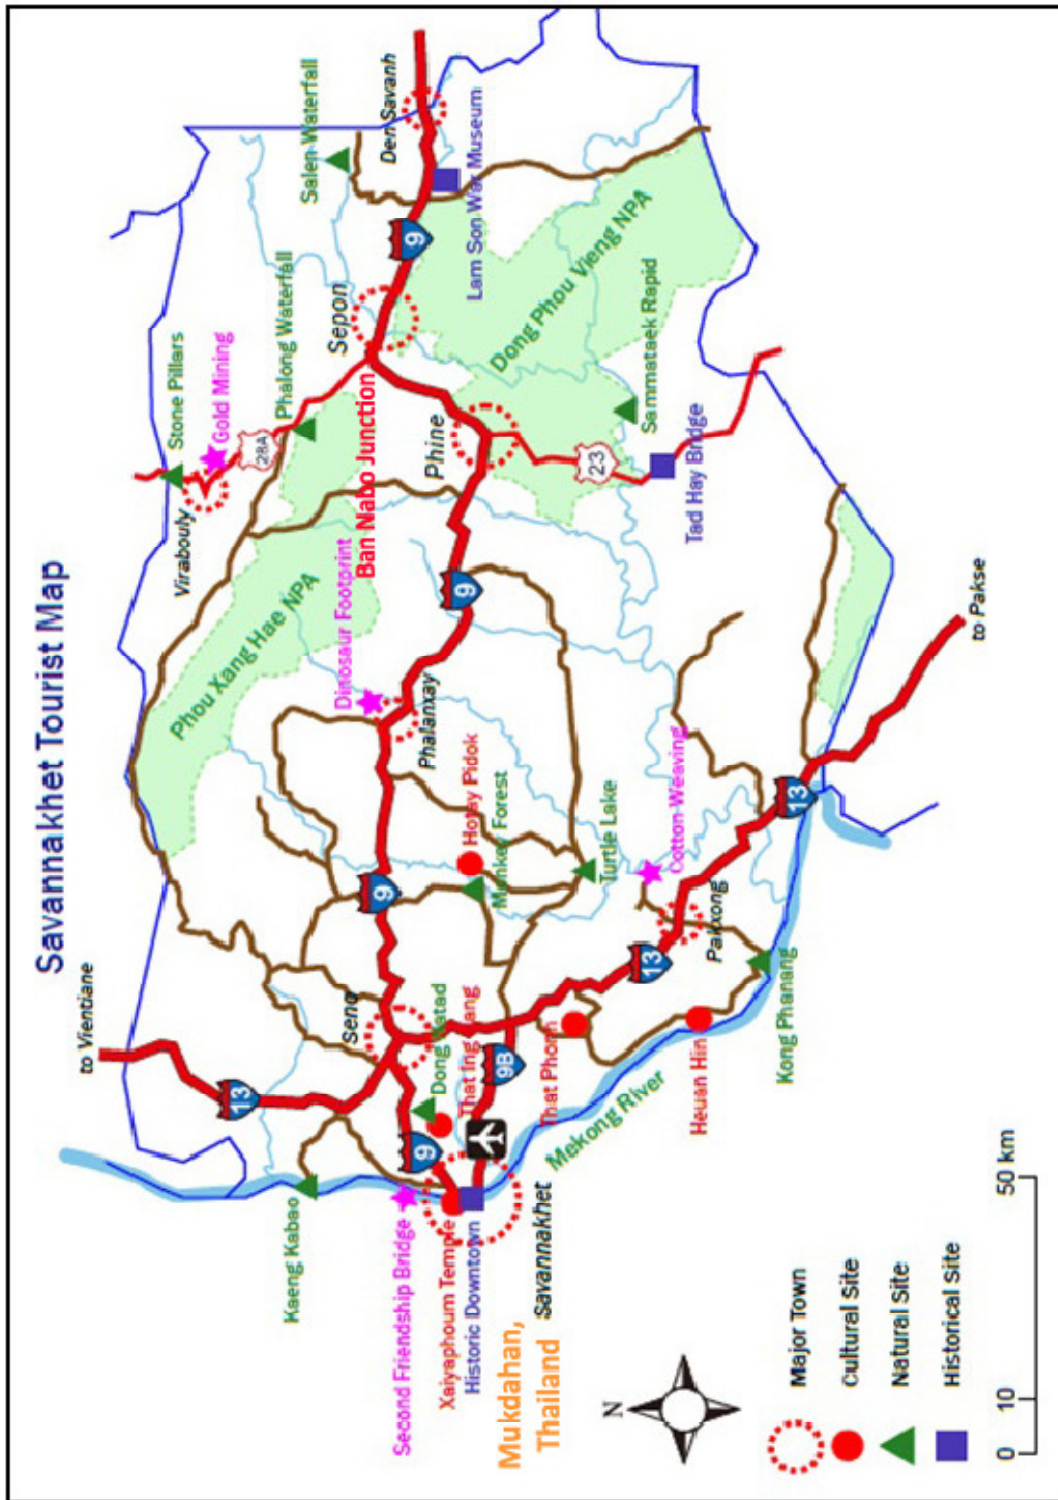 Savannakhet Tourist Map
to Vientiane
13
Kaeng Kabao
Second Friendship Bridge
Xaiyaphoum Temple
Historic Downtown
Savannakhet
Mukdahan,
Thailand
9
Dong Natad
That Ing Hang
9B
Seno
That Phonh
Mekong River
Heuan Hin
Kong Phanang
13
Pakxong
Cotton Weaving
13
to Pakse
9
Hotay Pidok
Monkey Forest
Turtle Lake
Phalanxay
Dinosaur Footprint
Phou Xang Hae NPA
9
Virabouly
Stone Pillars
Gold Mining
28A
Phalong Waterfall
Ban Nabo Junction
Phine
23
Tad Hay Bridge
Sammataek Rapid
Dong Phou Vieng NPA
Sepon
9
Lam Son War Museum
Salen Waterfall
Den Savanh
N
Major Town
Cultural Site
Natural Site
Historical Site
0 10 50 km